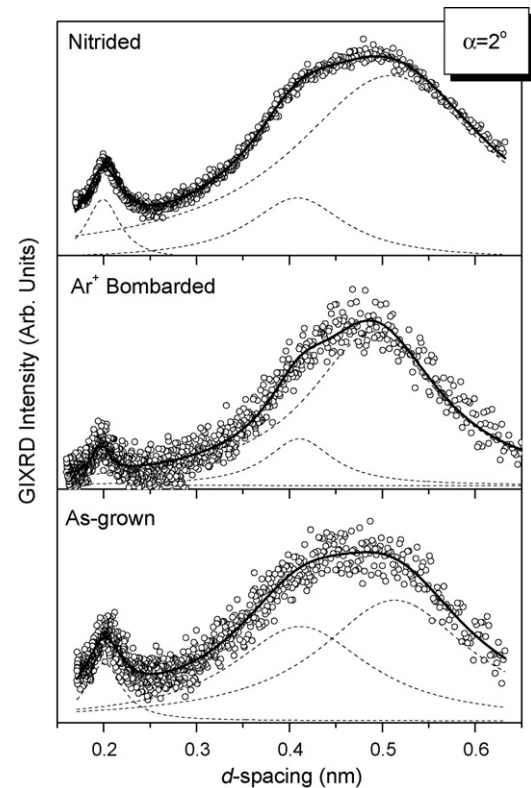 Nitrided
α=2°
Ar⁺ Bombarded
As-grown
GIXRD Intensity (Arb. Units)
0.2 0.3 0.4 0.5 0.6
d-spacing (nm)